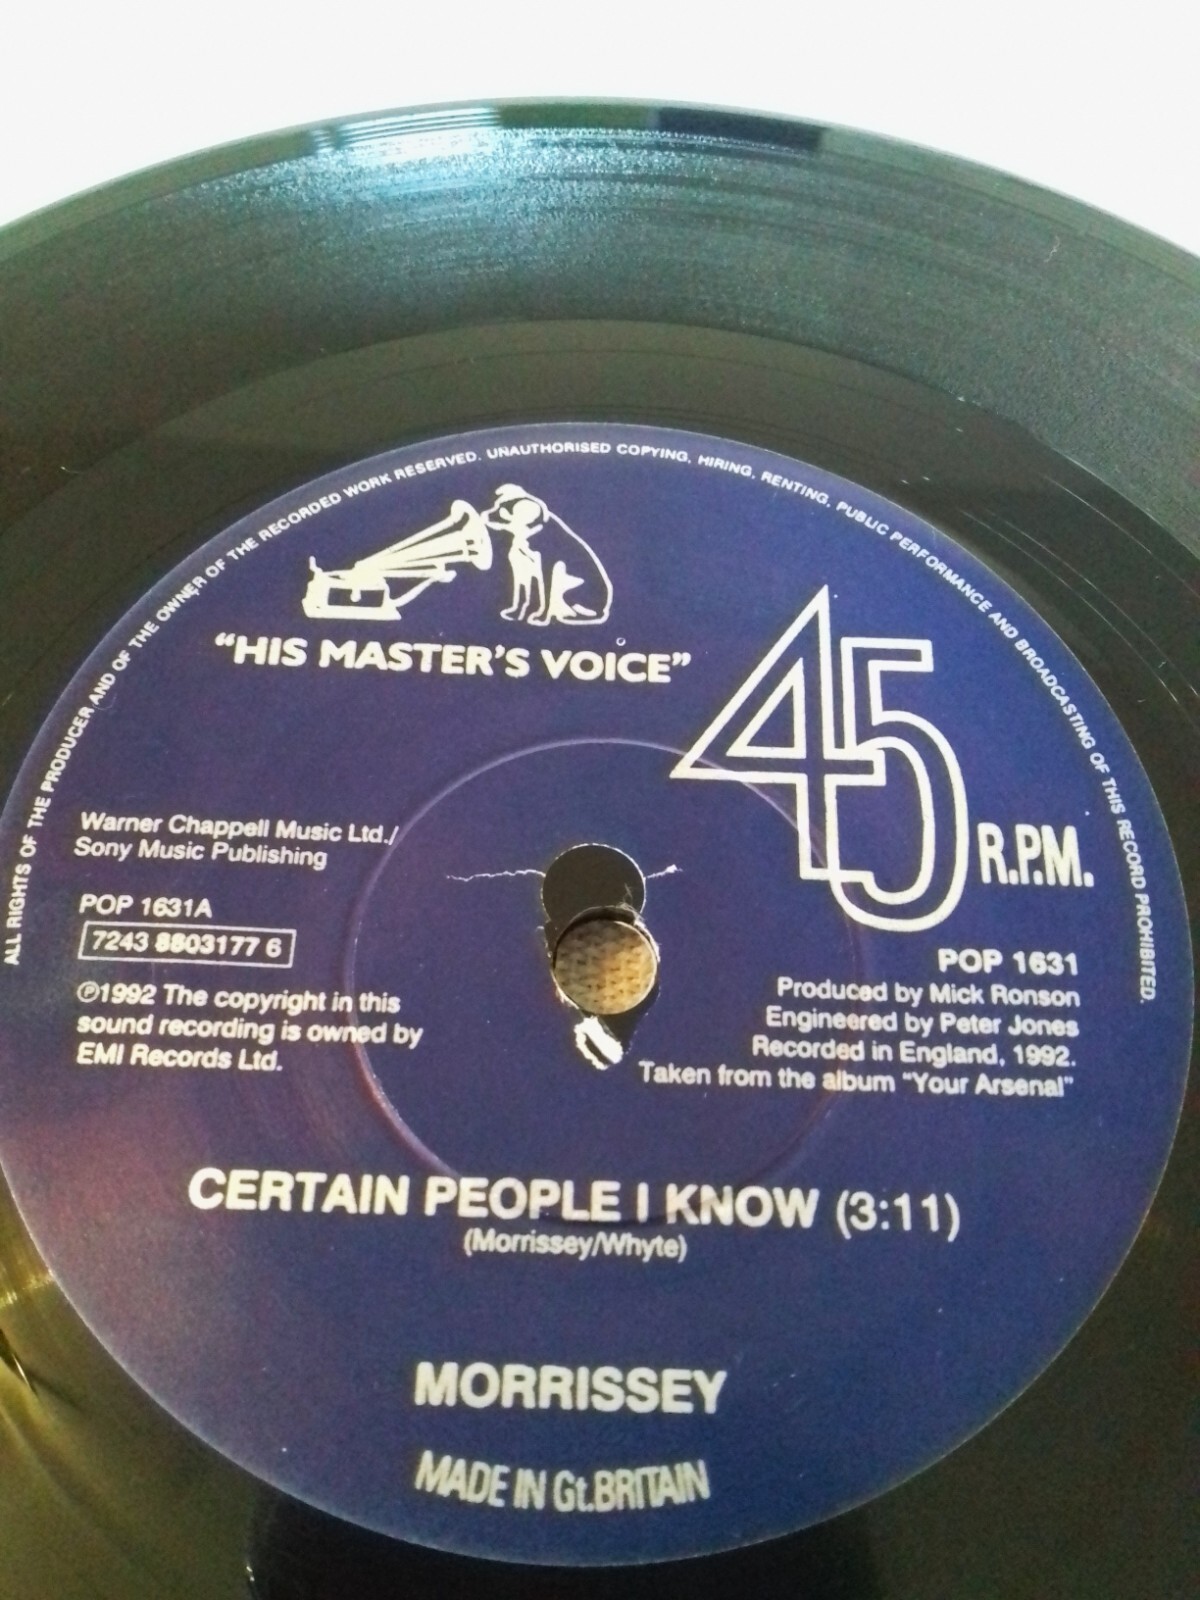 ALL RIGHTS OF THE PRODUCER AND OF THE OWNER OF THE RECORDED WORK RESERVED. UNAUTHORISED COPYING, HIRING, RENTING, PUBLIC PERFORMANCE AND BROADCASTING OF THIS RECORD PROHIBITED.
“HIS MASTER’S VOICE”
45 R.P.M.
Warner Chappell Music Ltd./
Sony Music Publishing
POP 1631A
7243 8803177 6
℗1992 The copyright in this
sound recording is owned by
EMI Records Ltd.
POP 1631
Produced by Mick Ronson
Engineered by Peter Jones
Recorded in England, 1992.
Taken from the album "Your Arsenal"
CERTAIN PEOPLE I KNOW (3:11)
(Morrissey/Whyte)
MORRISSEY
MADE IN Gt.BRITAIN